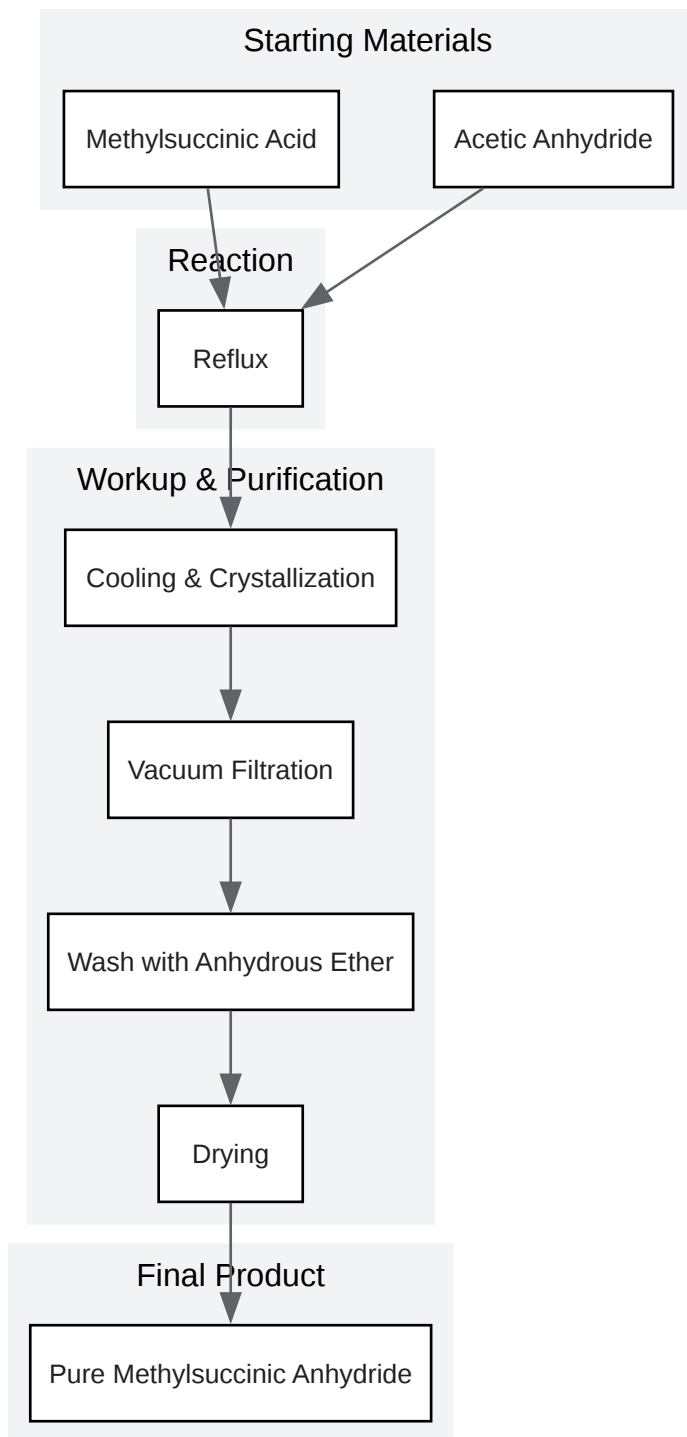 Starting Materials
Methylsuccinic Acid
Acetic Anhydride
Reaction
Reflux
Workup & Purification
Cooling & Crystallization
Vacuum Filtration
Wash with Anhydrous Ether
Drying
Final Product
Pure Methylsuccinic Anhydride